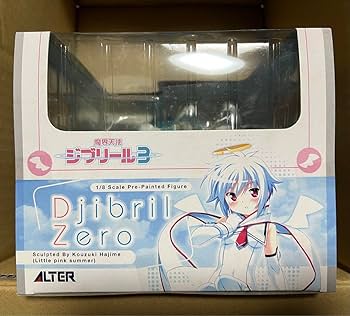 魔界天使
ジブリール3
1/8 Scale Pre-Painted Figure
Djibril
Zero
Sculpted By Kouzuki Hajime
(Little pink summer)
ALTER